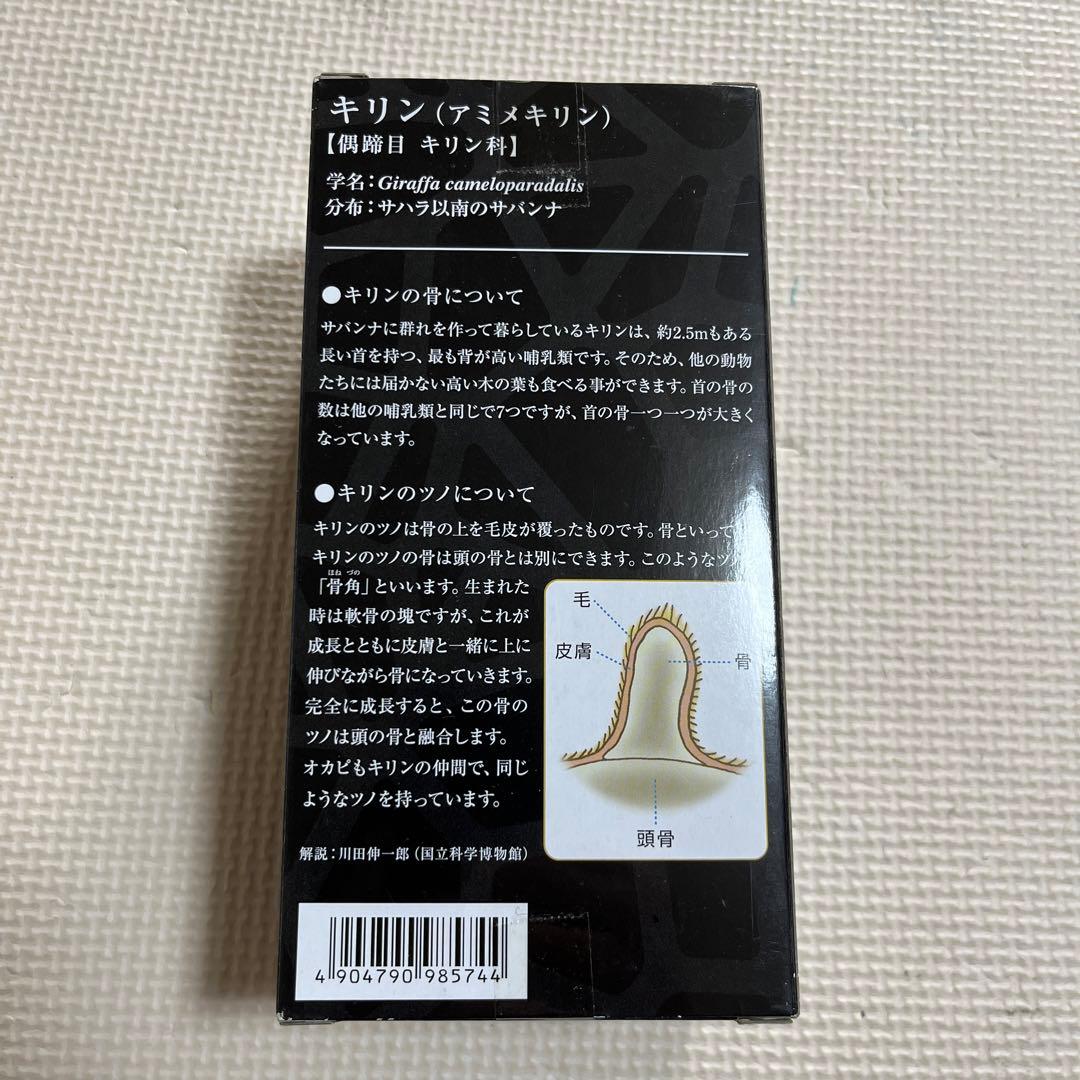 キリン（アミメキリン）
【偶蹄目 キリン科】
学名：Giraffa cameloparadalis
分布：サハラ以南のサバンナ
●キリンの骨について
サバンナに群れを作って暮らしているキリンは、約2.5mもある
長い首を持つ、最も背が高い哺乳類です。そのため、他の動物
たちには届かない高い木の葉も食べる事ができます。首の骨の
数は他の哺乳類と同じで7つですが、首の骨一つ一つが大きく
なっています。
●キリンのツノについて
キリンのツノは骨の上を毛皮が覆ったものです。骨といって
キリンのツノの骨は頭の骨とは別にできます。このようなツ
ほね づの
「骨角」といいます。生まれた
時は軟骨の塊ですが、これが
成長とともに皮膚と一緒に上に
伸びながら骨になっていきます。
完全に成長すると、この骨の
ツノは頭の骨と融合します。
オカピもキリンの仲間で、同じ
ようなツノを持っています。
毛
皮膚
骨
頭骨
解説：川田伸一郎（国立科学博物館）
4 904790 985744